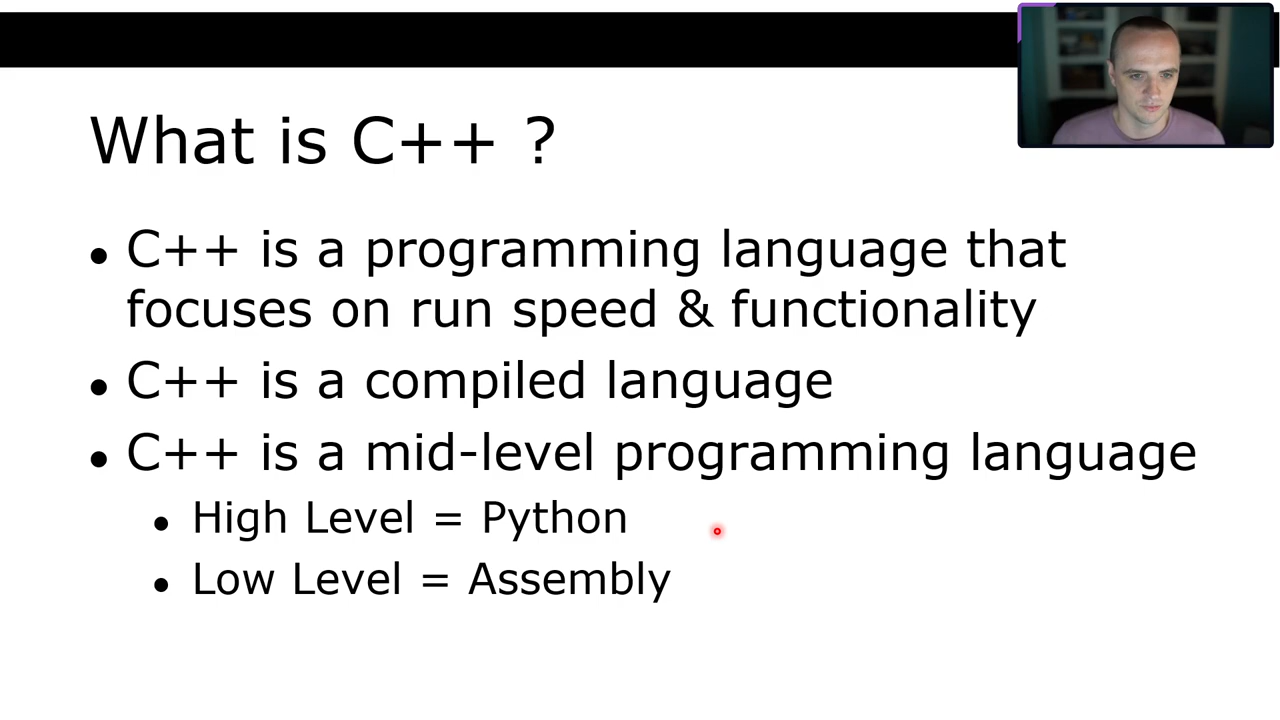 What is C++ ?
C++ is a programming language that
focuses on run speed & functionality
C++ is a compiled language
C++ is a mid-level programming language
High Level = Python
Low Level = Assembly